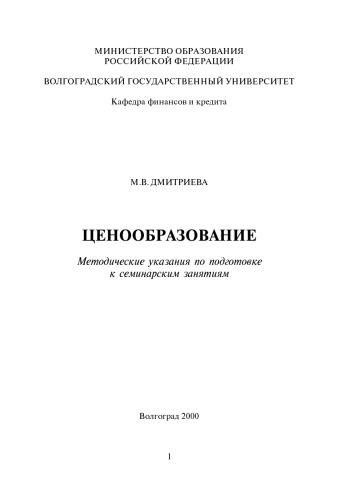 МИНИСТЕРСТВО ОБРАЗОВАНИЯ
РОССИЙСКОЙ ФЕДЕРАЦИИ
ВОЛГОГРАДСКИЙ ГОСУДАРСТВЕННЫЙ УНИВЕРСИТЕТ
Кафедра финансов и кредита
М.В. ДМИТРИЕВА
ЦЕНООБРАЗОВАНИЕ
Методические указания по подготовке
к семинарским занятиям
Волгоград 2000
1